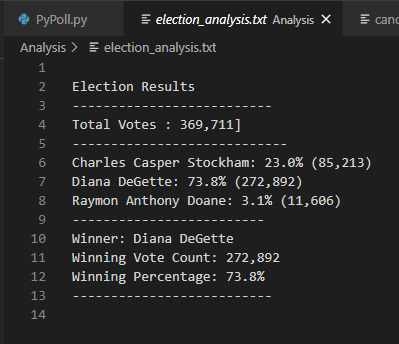 PyPoll.py
election_analysis.txt Analysis
canc
Analysis > election_analysis.txt
1
2 Election Results
3 -------------------------
4 Total Votes : 369,711]
5 ---------------------------
6 Charles Casper Stockham: 23.0% (85,213)
7 Diana DeGette: 73.8% (272,892)
8 Raymon Anthony Doane: 3.1% (11,606)
9 ------------------------
10 Winner: Diana DeGette
11 Winning Vote Count: 272,892
12 Winning Percentage: 73.8%
13 -------------------------
14